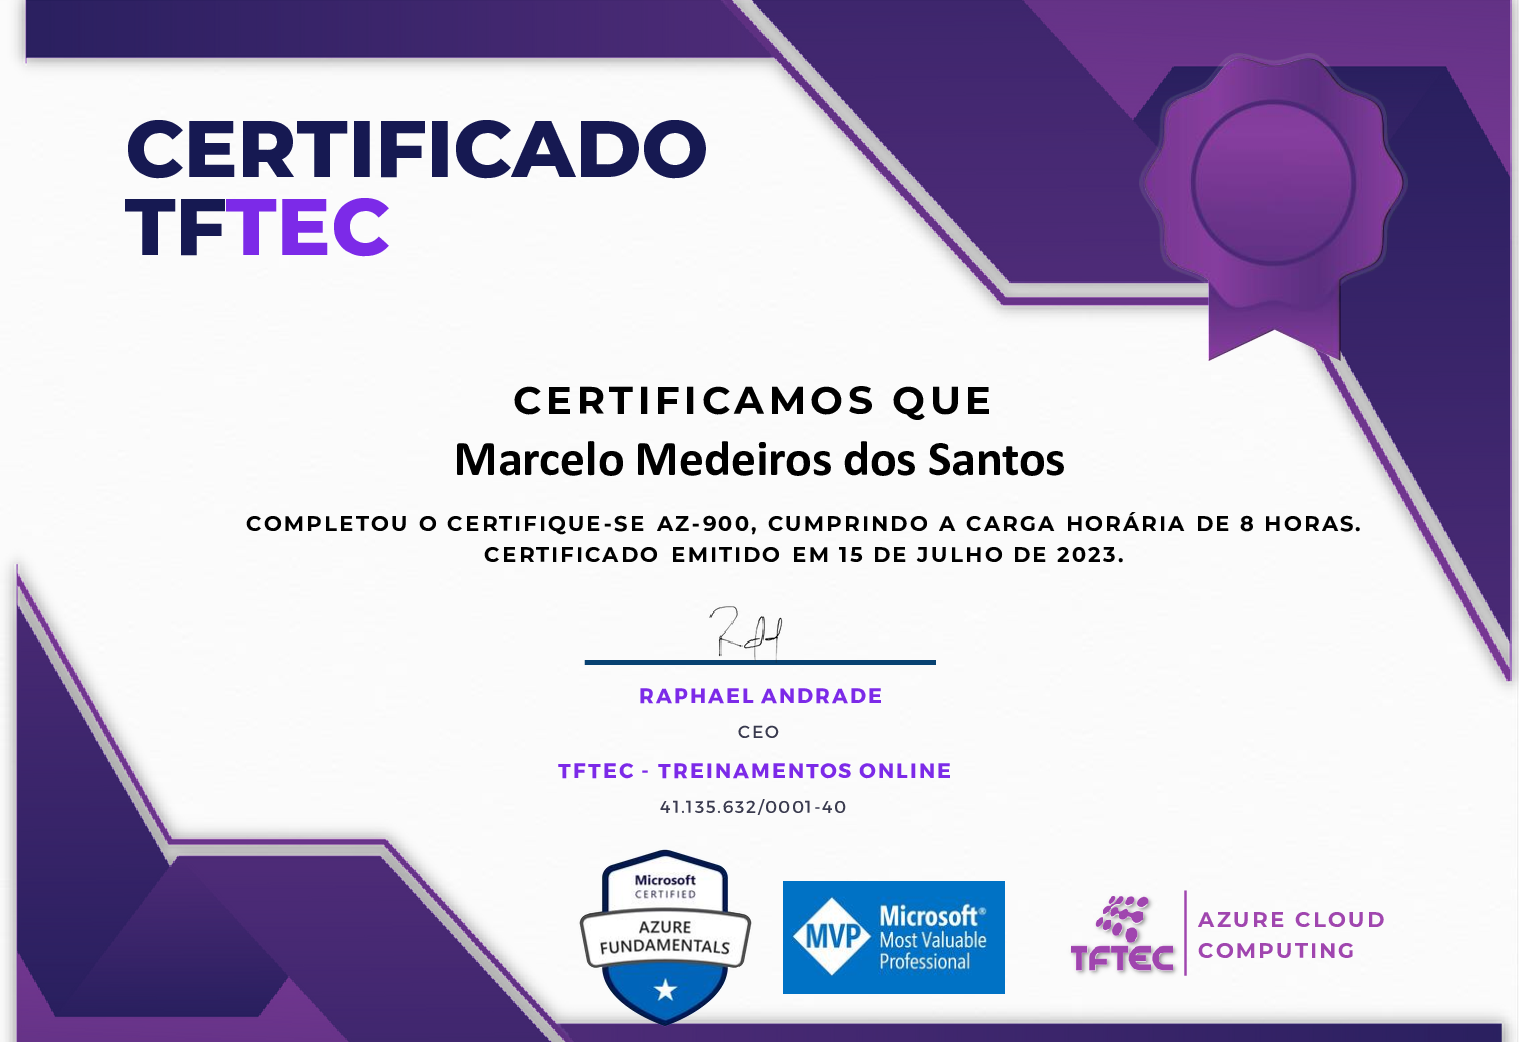 CERTIFICADO
TFTEC
CERTIFICAMOS QUE
Marcelo Medeiros dos Santos
COMPLETOU O CERTIFIQUE-SE AZ-900, CUMPRINDO A CARGA HORÁRIA DE 8 HORAS.
CERTIFICADO EMITIDO EM 15 DE JULHO DE 2023.
RAPHAEL ANDRADE
CEO
TFTEC - TREINAMENTOS ONLINE
41.135.632/0001-40
Microsoft
CERTIFIED
AZURE
FUNDAMENTALS
MVP
Microsoft®
Most Valuable
Professional
TFTEC
AZURE CLOUD
COMPUTING